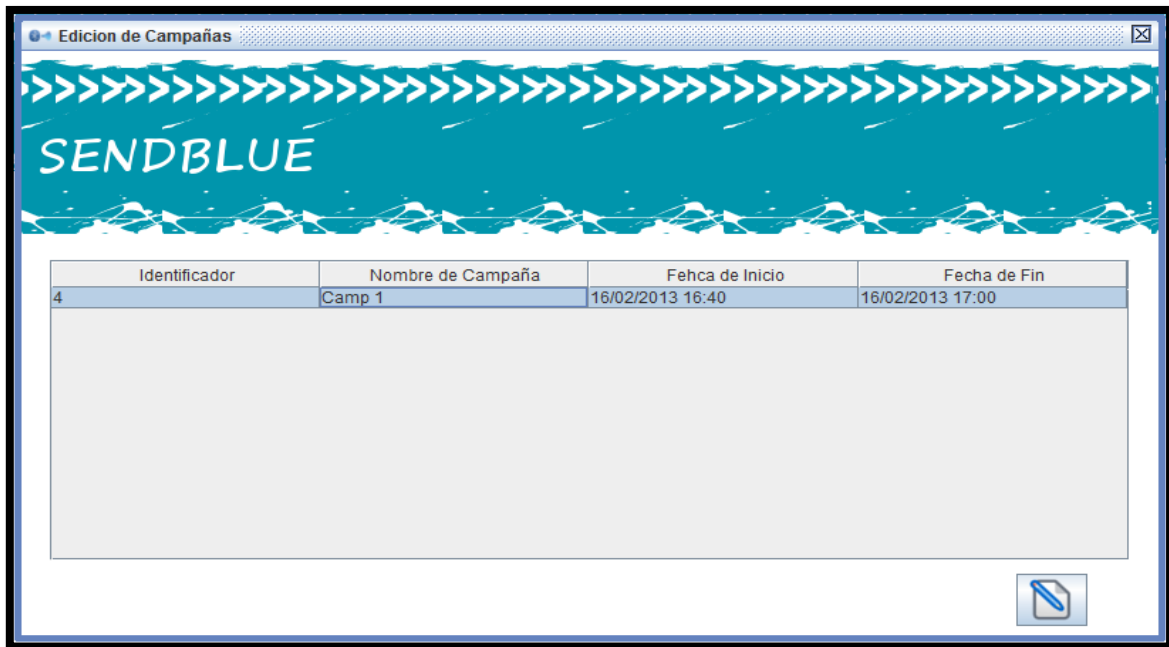 Edicion de Campañas
SENDBLUE
Identificador Nombre de Campaña Fehca de Inicio Fecha de Fin
4 Camp 1 16/02/2013 16:40 16/02/2013 17:00